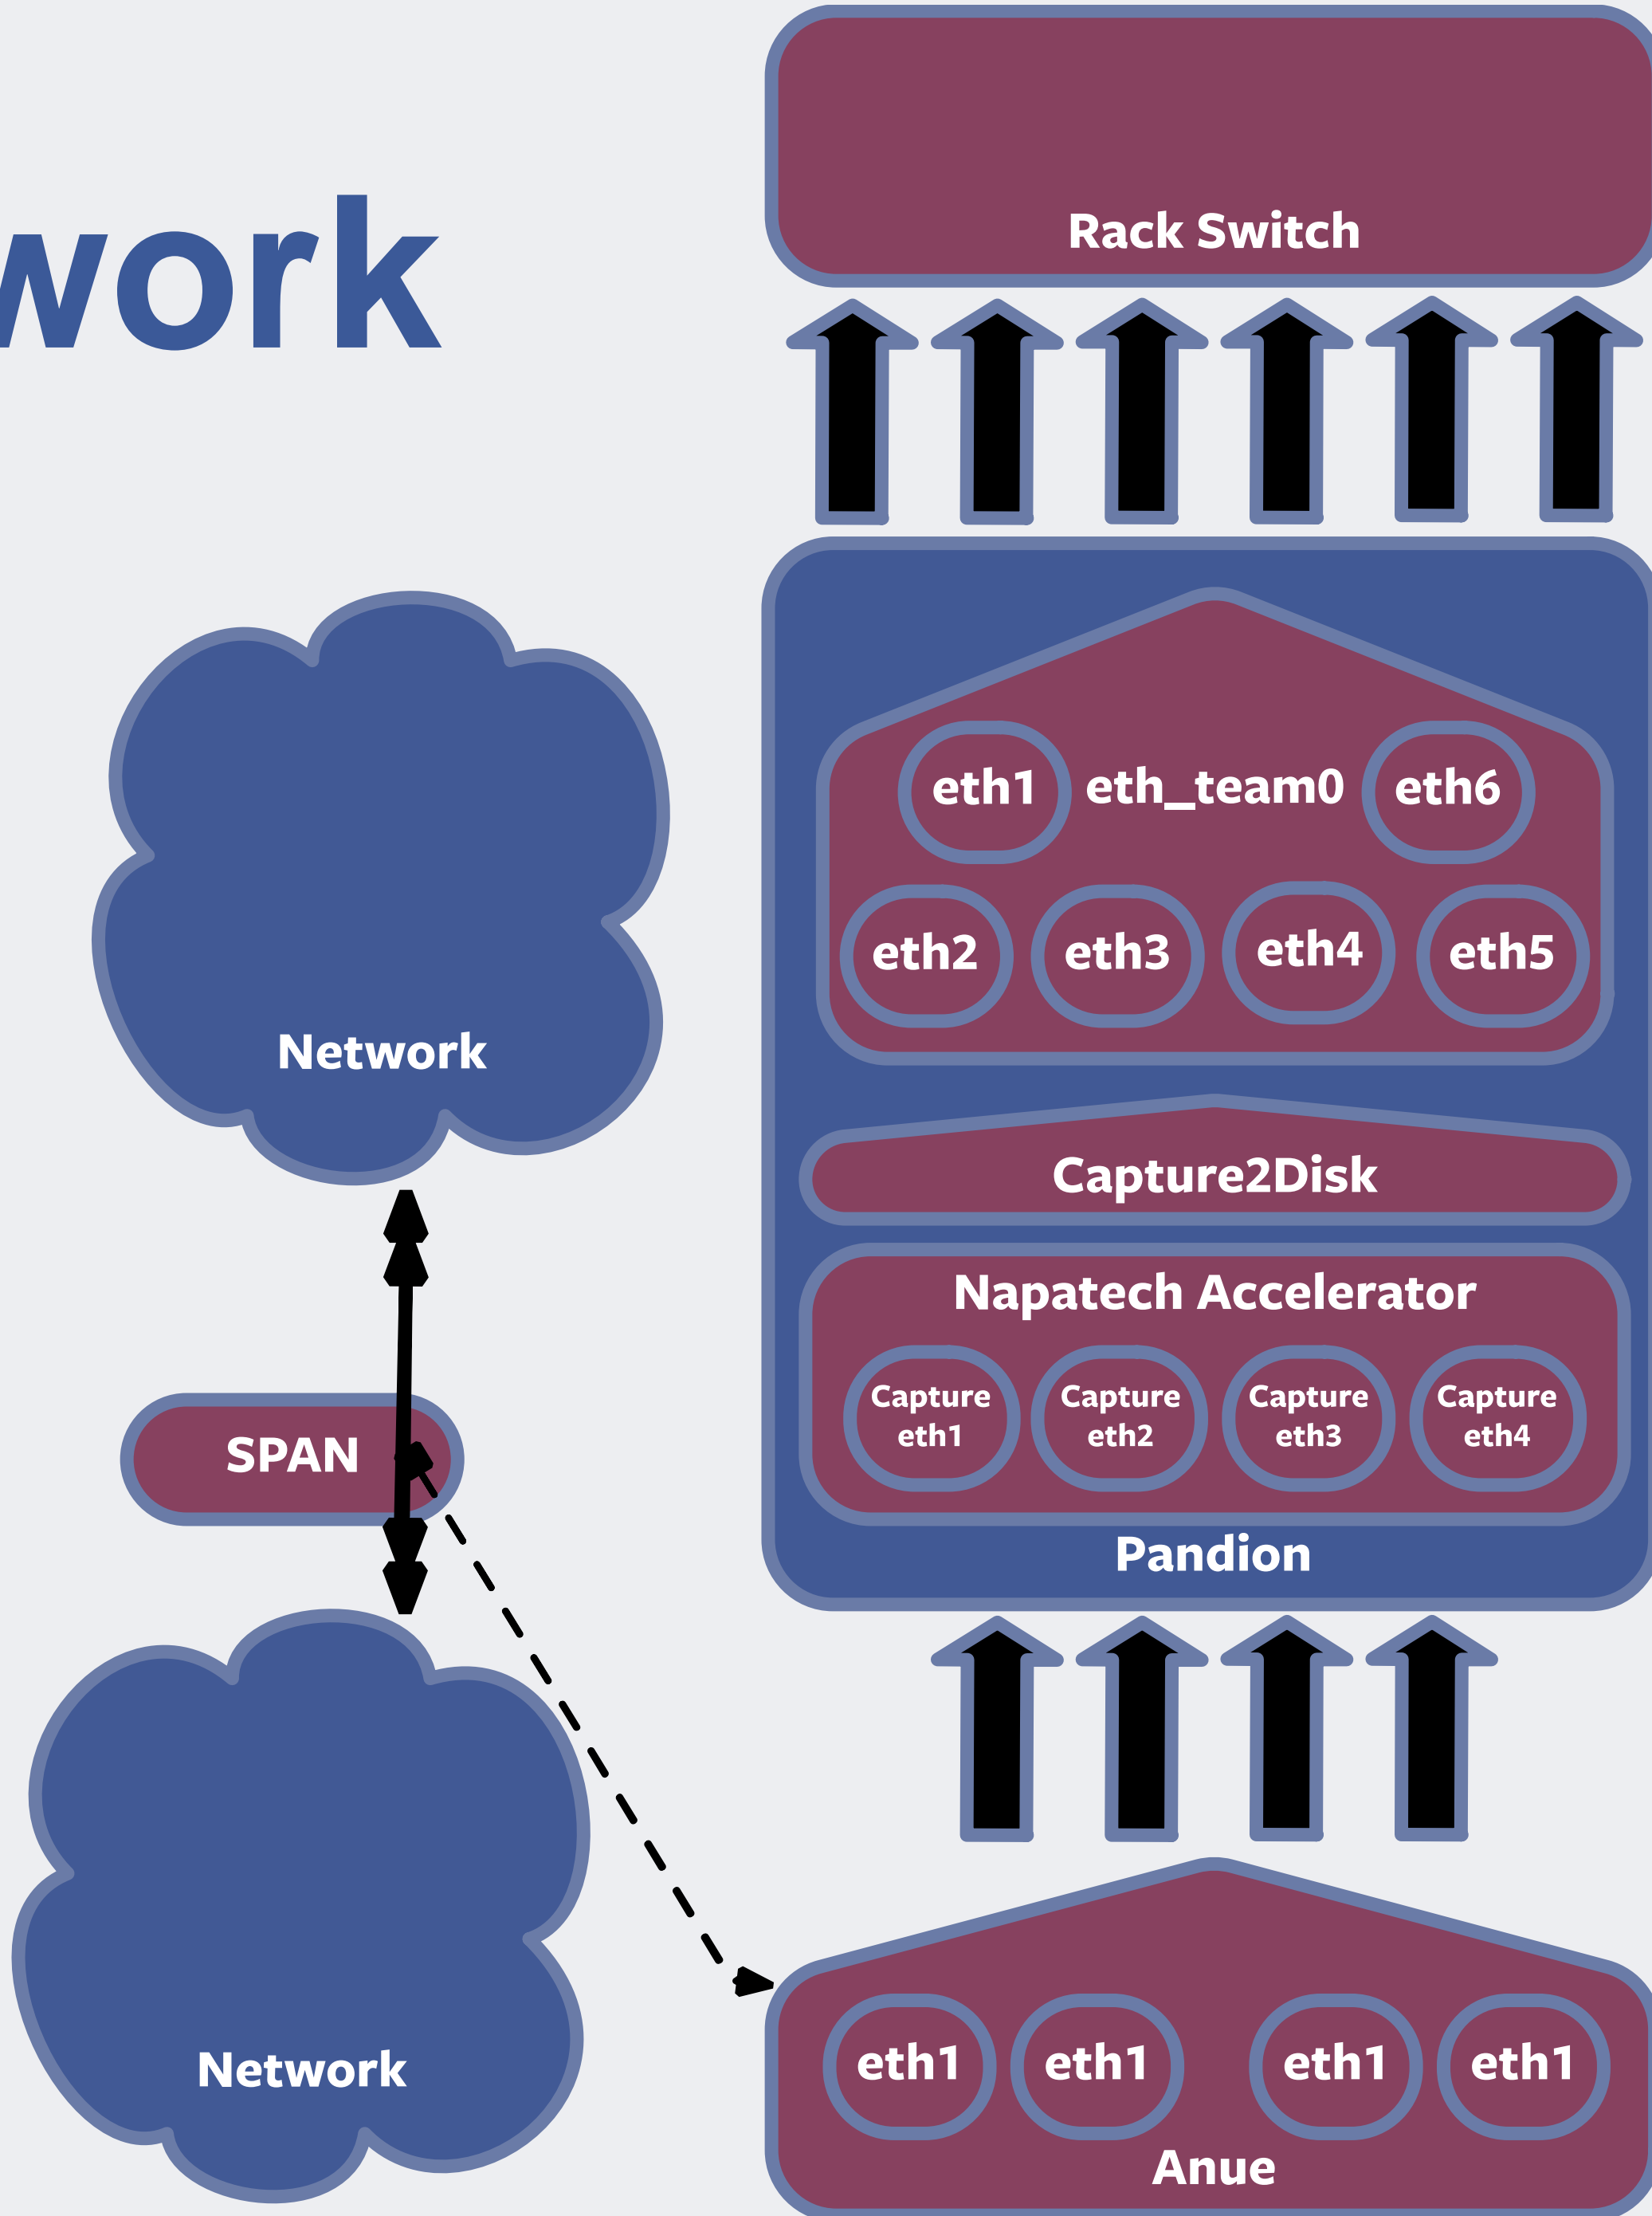 work
Rack Switch
eth1 eth_team0 eth6
eth2 eth3 eth4 eth5
Network
Capture2Disk
Napatech Accelerator
Capture
eth1
Capture
eth2
Capture
eth3
Capture
eth4
SPAN
Pandion
Network
eth1 eth1 eth1 eth1
Anue